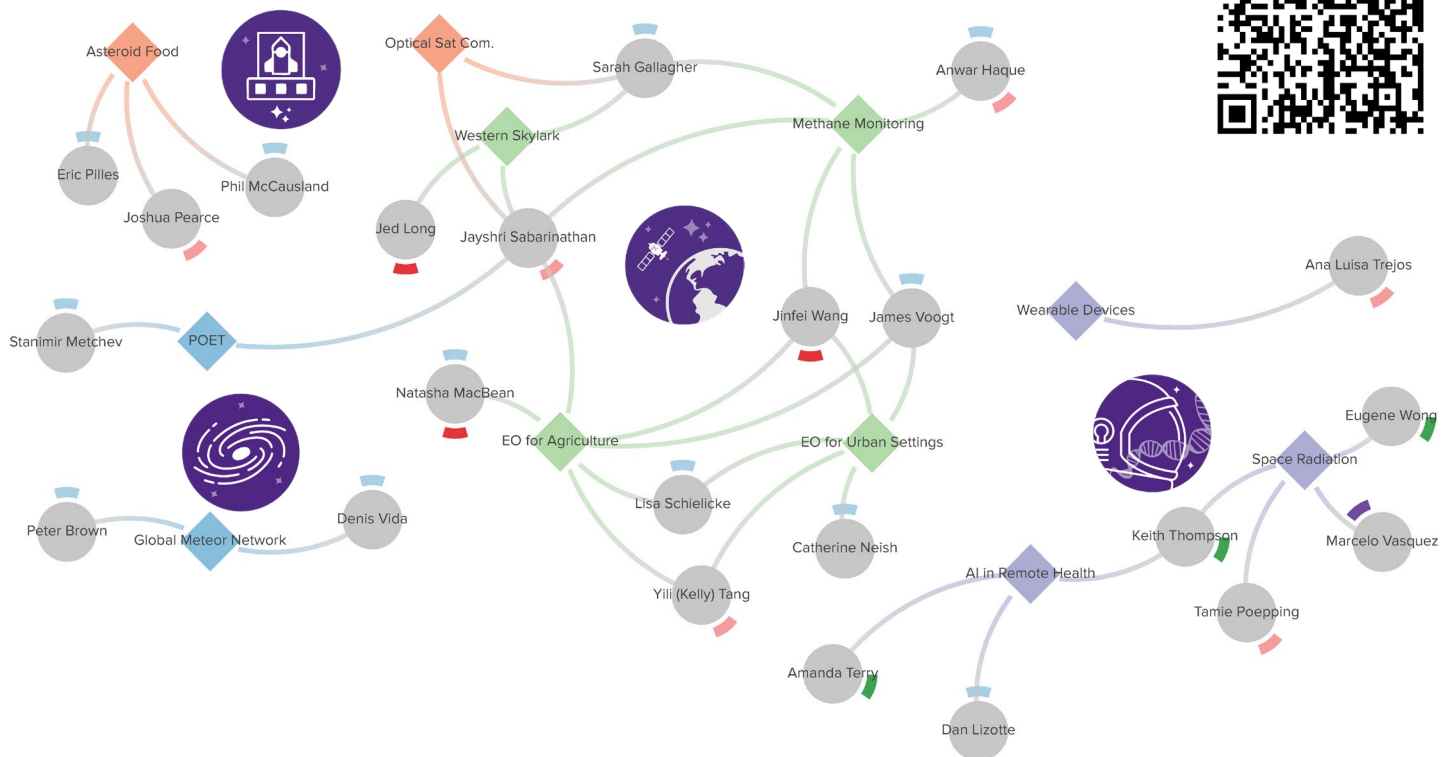 Asteroid Food
Optical Sat Com.
Sarah Gallagher
Anwar Haque
Western Skylark
Methane Monitoring
Eric Pilles
Phil McCausland
Joshua Pearce
Jed Long
Jayshri Sabarinathan
Ana Luisa Trejos
Stanimir Metchev
POET
Jinfei Wang
James Voogt
Wearable Devices
Natasha MacBean
Eugene Wong
EO for Agriculture
EO for Urban Settings
Space Radiation
Lisa Schielicke
Peter Brown
Global Meteor Network
Denis Vida
Catherine Neish
Keith Thompson
Marcelo Vasquez
AI in Remote Health
Yili (Kelly) Tang
Tamie Poepping
Amanda Terry
Dan Lizotte